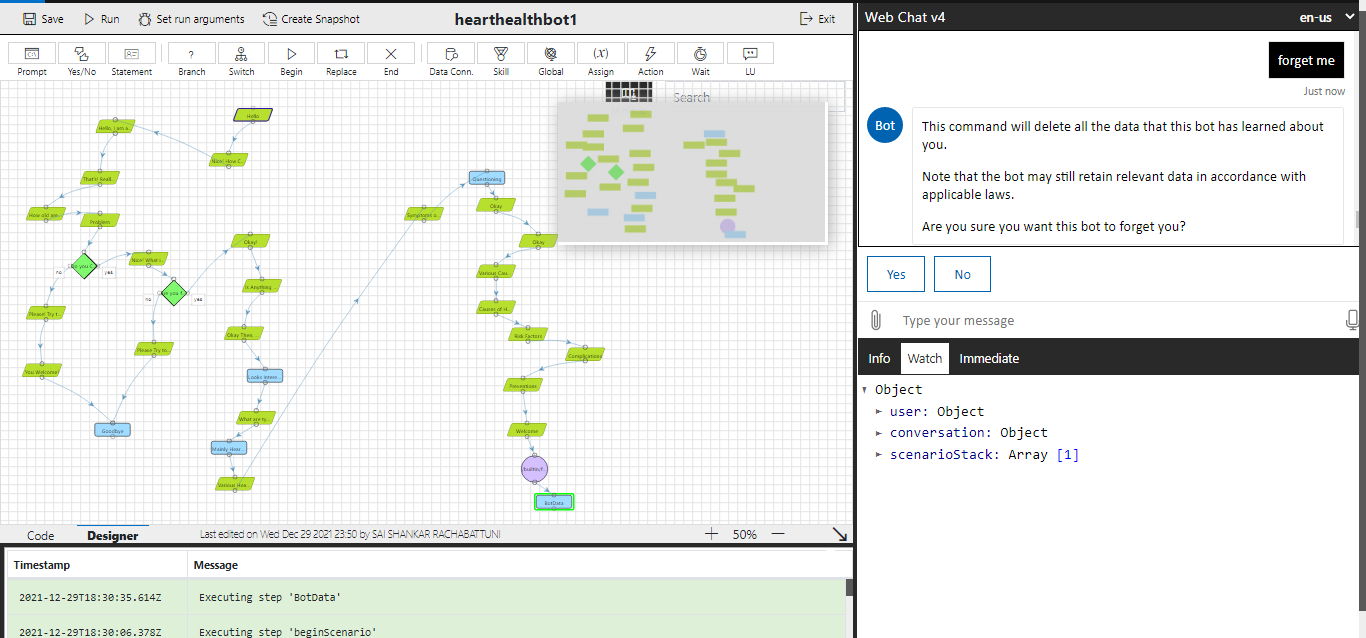 Save
Run
Set run arguments
Create Snapshot
hearthealthbot1
Exit
Prompt
Yes/No
Statement
Branch
Switch
Begin
Replace
End
Data Conn.
Skill
Global
Assign
Action
Wait
LU
Search
Hello
Hello, I am a..
Nice! How C..
That's! Reall..
How old are..
Problem
Do you C..
no
yes
Nice! What i..
no
yes
Please! Try t..
Please Try to..
You Welcome!
Goodbye
Okay!
Is Anything ..
Okay Then..
Looks Intere..
What are ty..
Mainly Hear..
Various Hea..
Symptoms o..
Questioning
Okay
Okay
Various Cau..
Causes of H..
Risk Factors
Complications
Preventions
Welcome
BotData
Code
Designer
Last edited on Wed Dec 29 2021 23:50 by SAI SHANKAR RACHABATTUNI
50%
Timestamp
Message
2021-12-29T18:30:35.614Z
Executing step 'BotData'
2021-12-29T18:30:06.378Z
Executing step 'beginScenario'
Web Chat v4
en-us
forget me
Just now
Bot
This command will delete all the data that this bot has learned about
you.
Note that the bot may still retain relevant data in accordance with
applicable laws.
Are you sure you want this bot to forget you?
Yes
No
Type your message
Info
Watch
Immediate
Object
user: Object
conversation: Object
scenarioStack: Array [1]